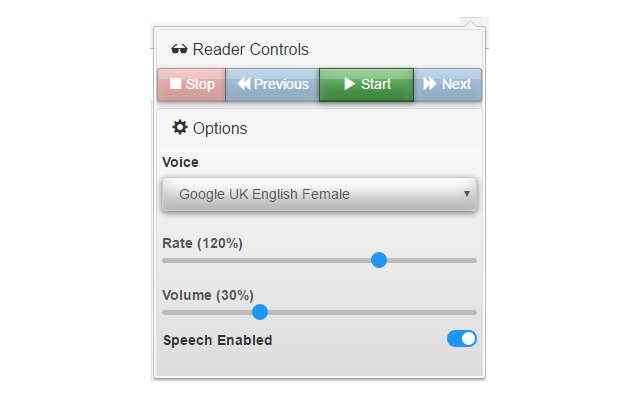 Reader Controls
Stop Previous Start Next
Options
Voice
Google UK English Female
Rate (120%)
Volume (30%)
Speech Enabled